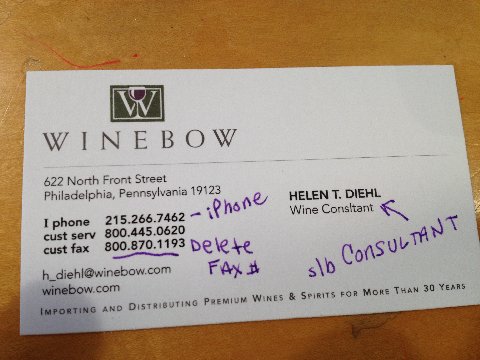 W
WINEBOW
622 North Front Street
Philadelphia, Pennsylvania 19123
I phone 215.266.7462 - iPhone
cust serv 800.445.0620
cust fax 800.870.1193 Delete
FAX #
HELEN T. DIEHL
Wine Consltant
s/b CONSULTANT
h_diehl@winebow.com
winebow.com
IMPORTING AND DISTRIBUTING PREMIUM WINES & SPIRITS FOR MORE THAN 30 YEARS